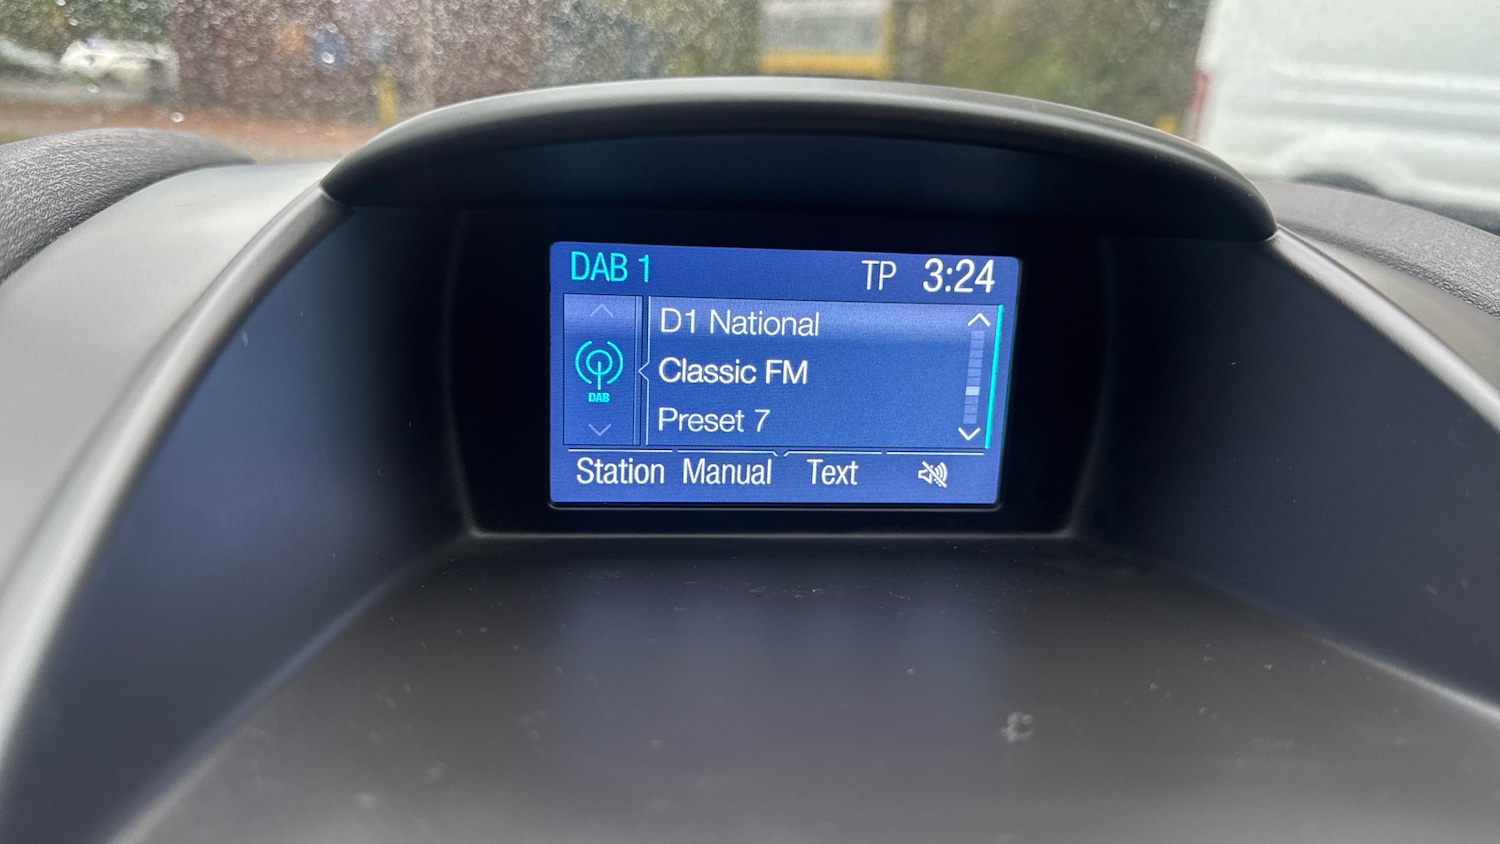 DAB 1 TP 3:24
D1 National
Classic FM
DAB
Preset 7
Station Manual Text